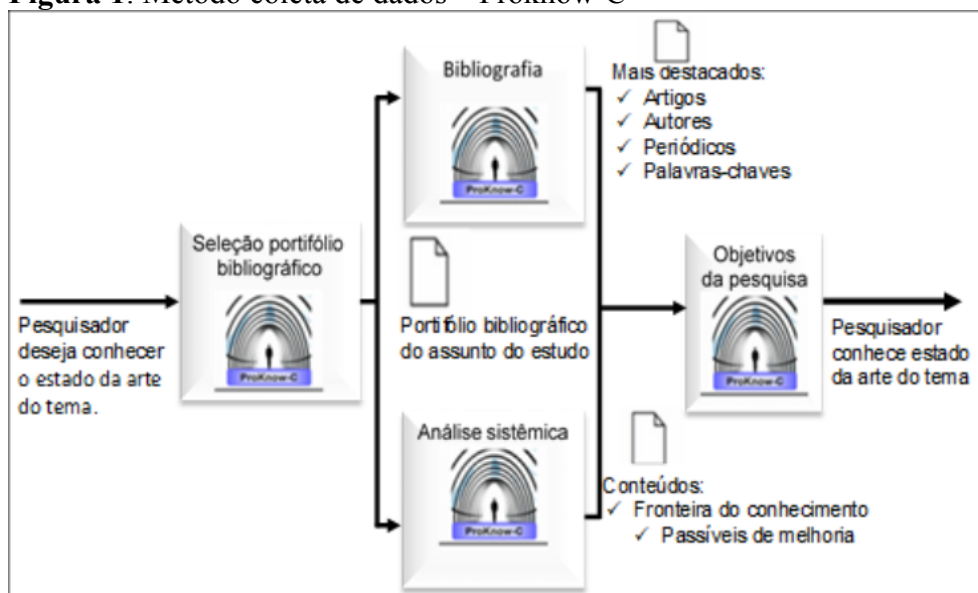 Figura 1. Método coleta de dados – Proknow-C
Bibliografia
ProKnow-C
Mais destacados:
✓ Artigos
✓ Autores
✓ Periódicos
✓ Palavras-chaves
Seleção portifólio
bibliográfico
ProKnow-C
Pesquisador
deseja conhecer
o estado da arte
do tema.
Portifólio bibliográfico
do assunto do estudo
Objetivos
da pesquisa
ProKnow-C
Pesquisador
conhece estado
da arte do tema
Análise sistêmica
ProKnow-C
Conteúdos:
✓ Fronteira do conhecimento
✓ Passíveis de melhoria